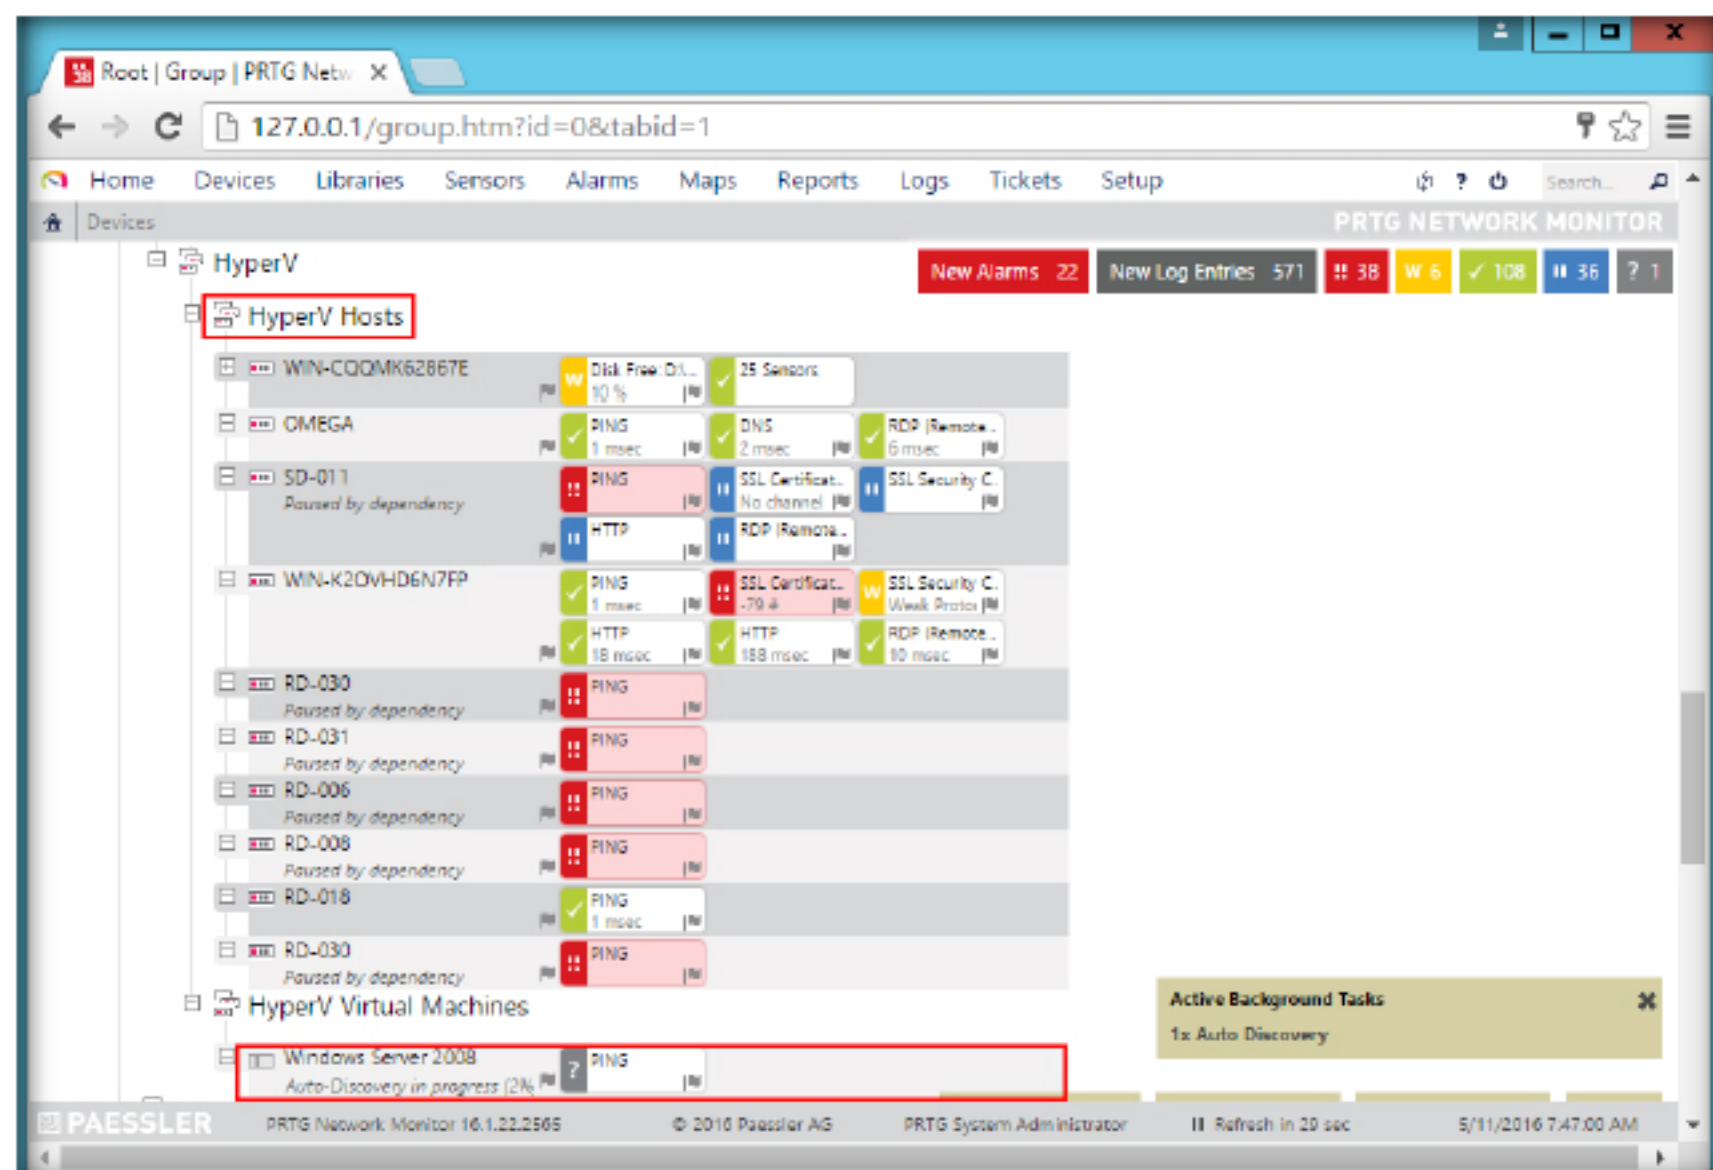 38
Root | Group | PRTG Netw
127.0.0.1/group.htm?id=0&tabid=1
Home Devices Libraries Sensors Alarms Maps Reports Logs Tickets Setup ? Search...
Devices PRTG NETWORK MONITOR
HyperV New Alarms 22 New Log Entries 571 !! 38 W 6 108 36 ? 1
HyperV Hosts
WIN-CQQMK62867E W Disk Free: D:\... 25 Sensors
10 %
OMEGA PING DNS RDP (Remote...
1 msec 2 msec 6 msec
SD-011 !! PING SSL Certificat... SSL Security C...
Paused by dependency No channel
HTTP RDP (Remote...
WIN-K2OVHD6N7FP PING !! SSL Certificat... W SSL Security C...
1 msec -79 # Weak Protoc
HTTP HTTP RDP (Remote...
18 msec 188 msec 10 msec
RD-030 !! PING
Paused by dependency
RD-031 !! PING
Paused by dependency
RD-006 !! PING
Paused by dependency
RD-008 !! PING
Paused by dependency
RD-018 PING
1 msec
RD-030 !! PING
Paused by dependency
HyperV Virtual Machines
Active Background Tasks
1x Auto Discovery
Windows Server 2008 ? PING
Auto-Discovery in progress (2%
PAESSLER PRTG Network Monitor 16.1.22.2565 © 2016 Paessler AG PRTG System Administrator Refresh in 29 sec 5/11/2016 7:47:00 AM